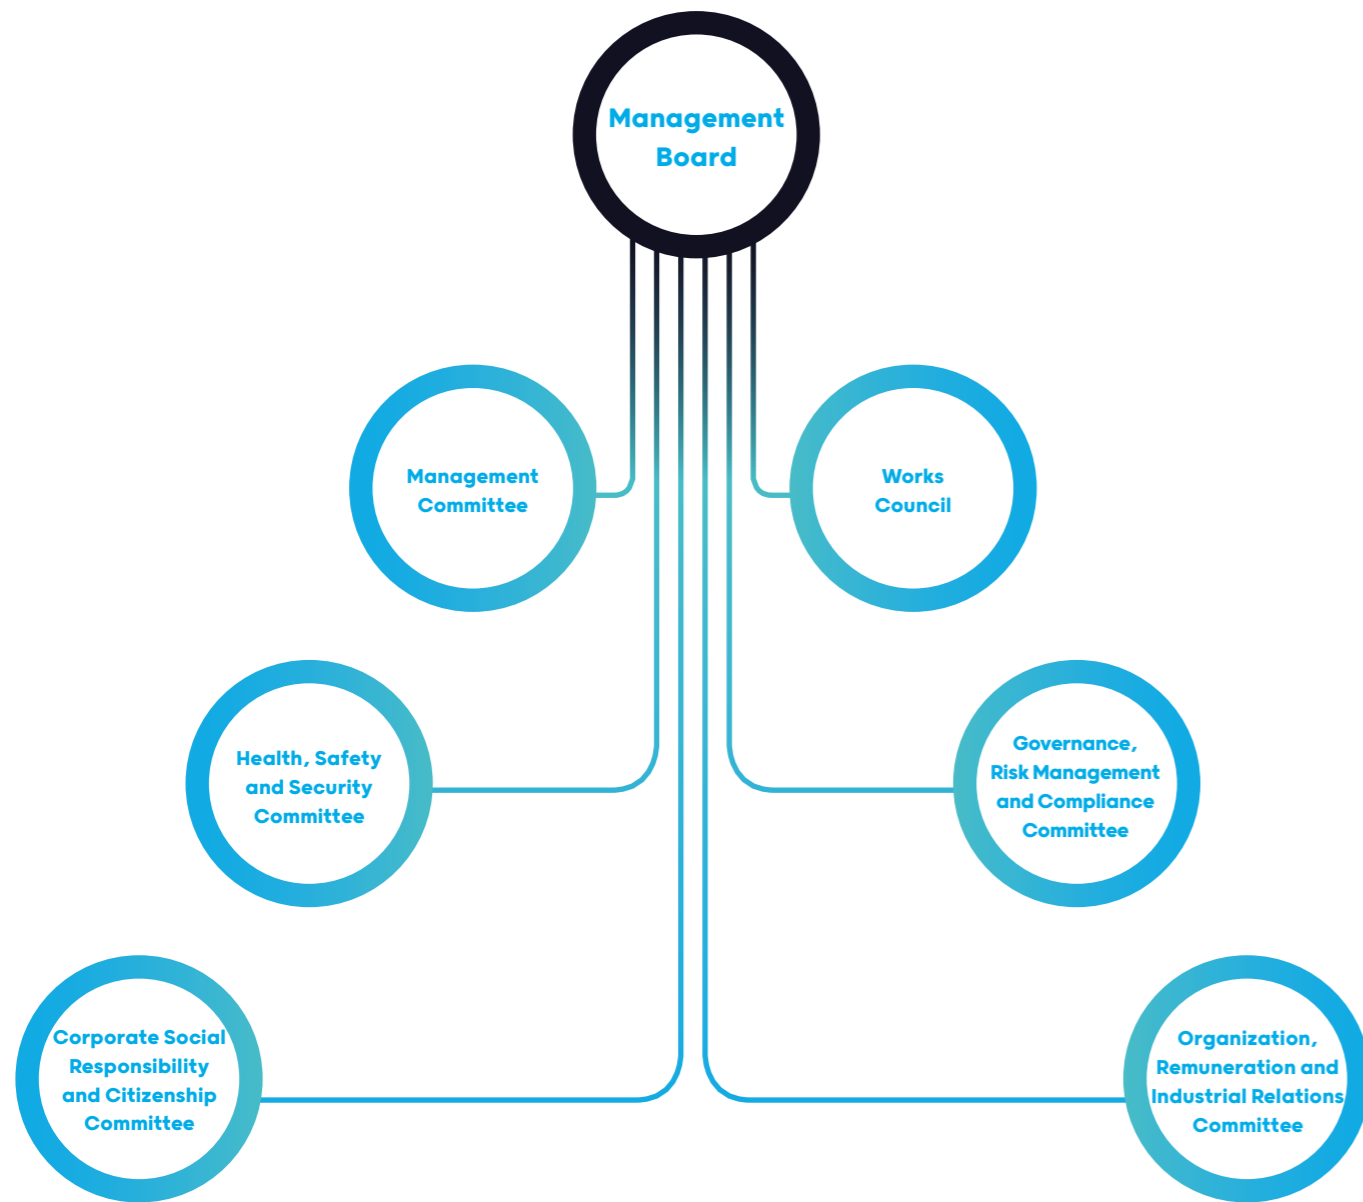 Management
Board
Management
Committee
Works
Council
Health, Safety
and Security
Committee
Governance,
Risk Management
and Compliance
Committee
Corporate Social
Responsibility
and Citizenship
Committee
Organization,
Remuneration and
Industrial Relations
Committee